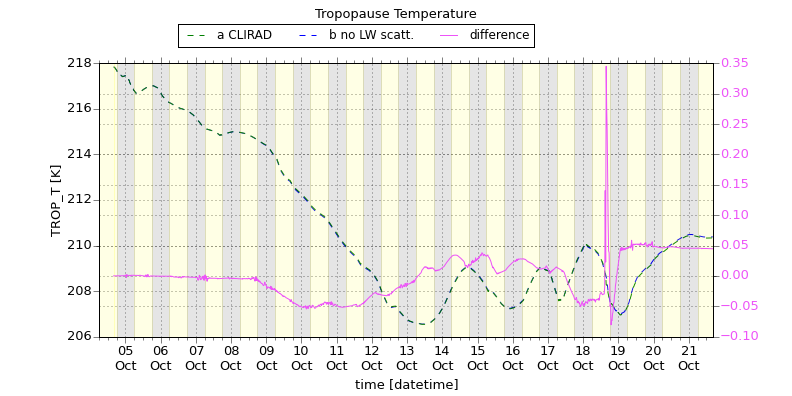 Tropopause Temperature
a CLIRAD b no LW scatt. difference
218 0.35
0.30
216
0.25
214 0.20
0.15
212
0.10
210 0.05
0.00
208
−0.05
206 −0.10
TROP_T [K]
05 06 07 08 09 10 11 12 13 14 15 16 17 18 19 20 21
Oct Oct Oct Oct Oct Oct Oct Oct Oct Oct Oct Oct Oct Oct Oct Oct Oct
time [datetime]